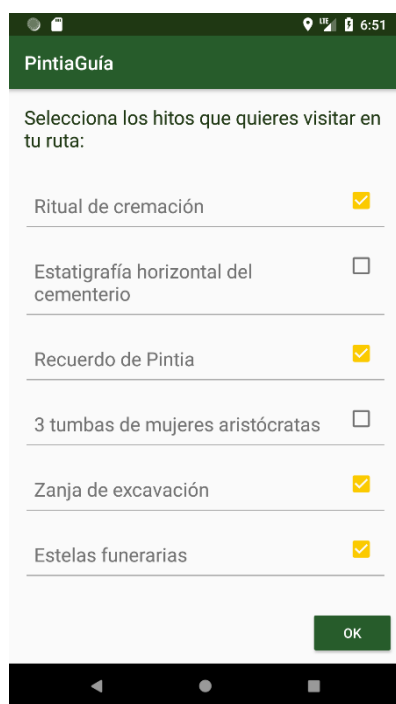 LTE 6:51
PintiaGuía
Selecciona los hitos que quieres visitar en
tu ruta:
Ritual de cremación
Estatigrafía horizontal del
cementerio
Recuerdo de Pintia
3 tumbas de mujeres aristócratas
Zanja de excavación
Estelas funerarias
OK